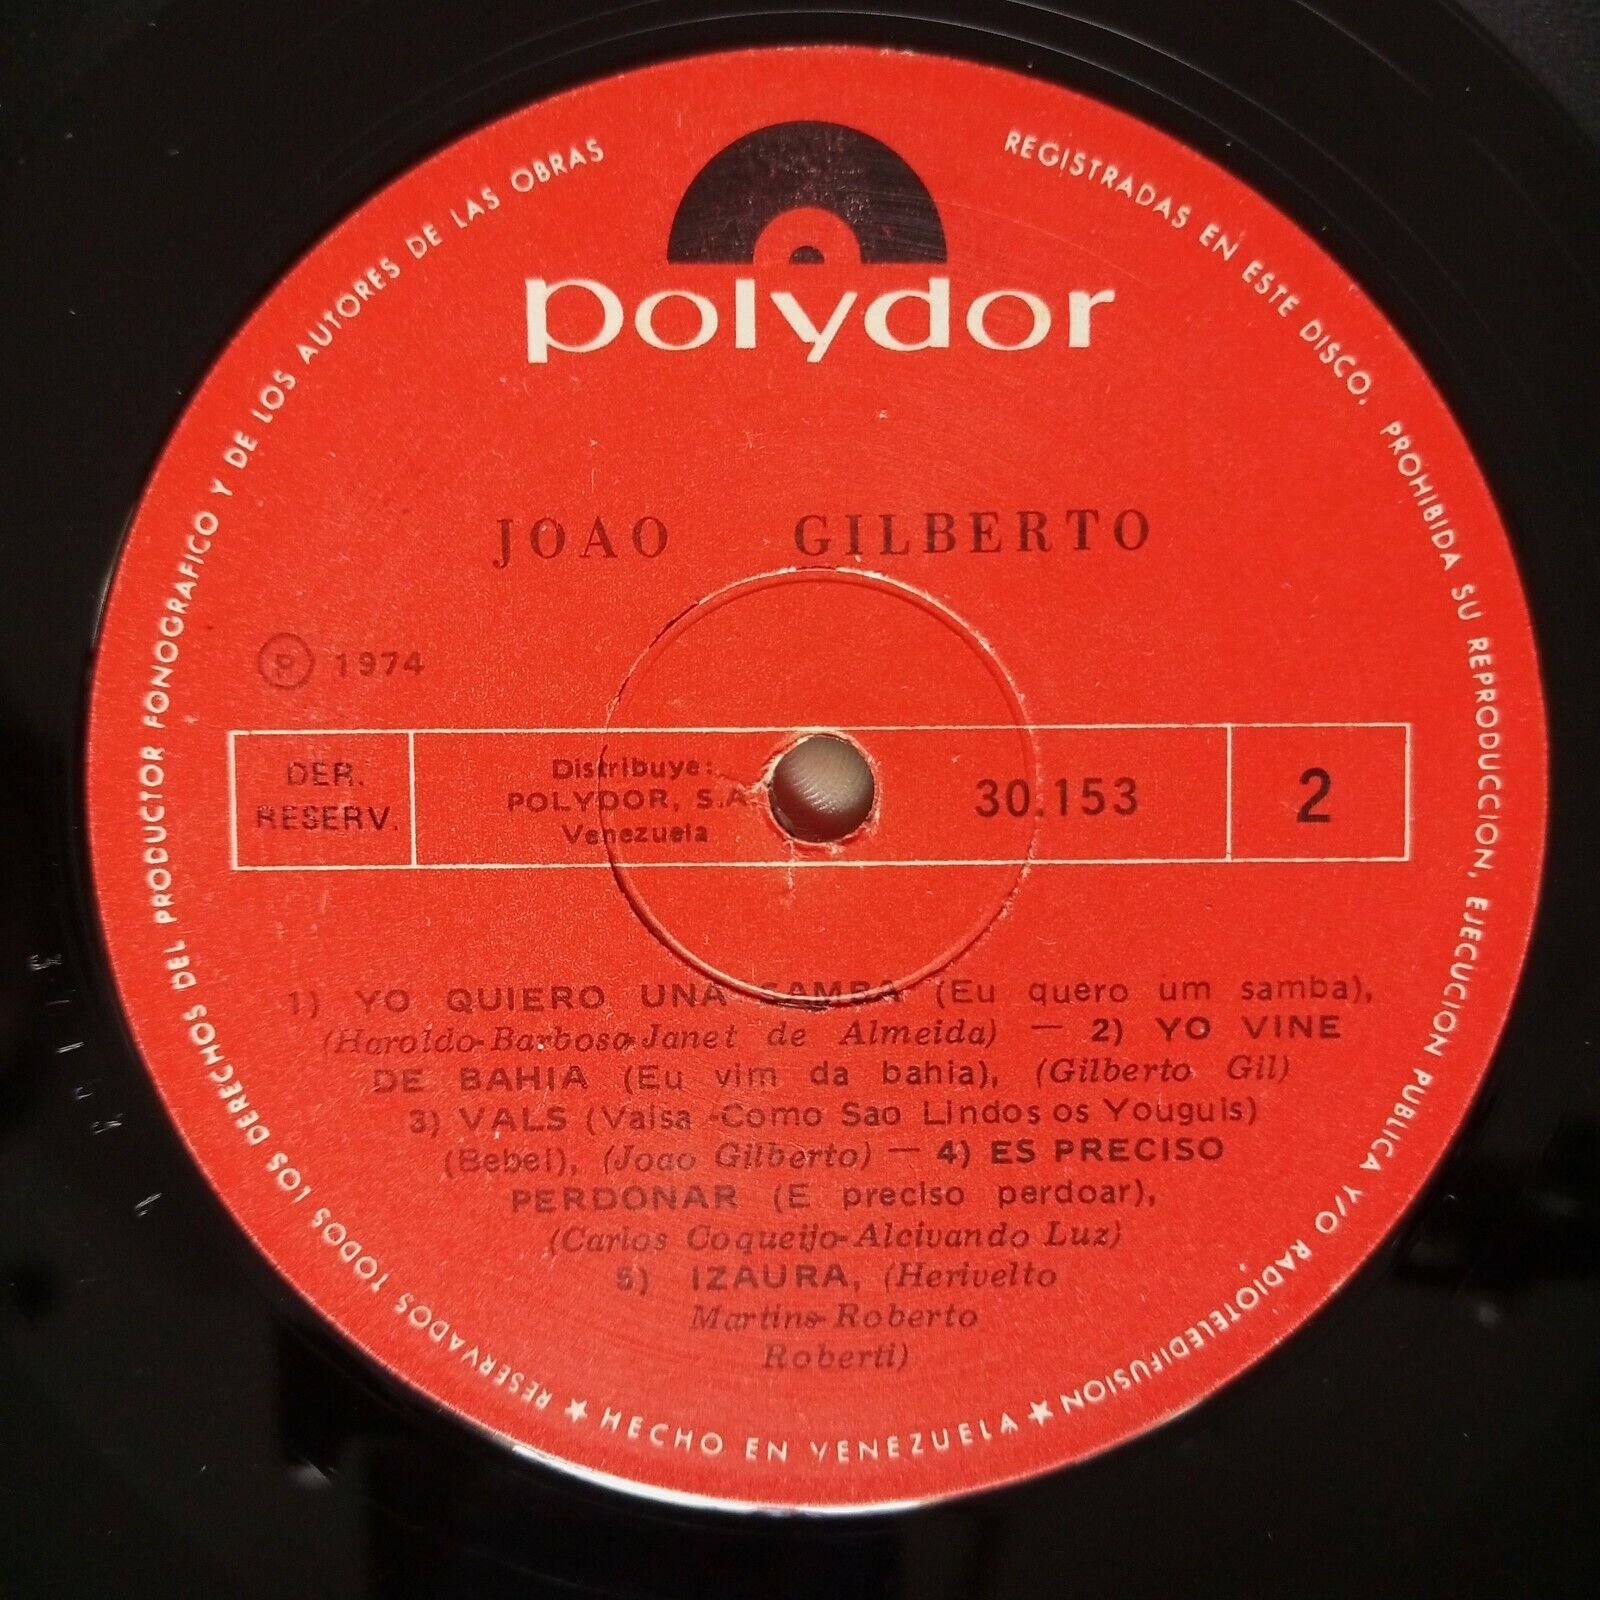 polydor
JOAO GILBERTO
Ⓟ 1974
DER.
RESERV.
Distribuye:
POLYDOR, S.A.
Venezuela
30.153
2
1) YO QUIERO UNA SAMBA (Eu quero um samba),
(Haroldo-Barbosa-Janet de Almeida) — 2) YO VINE
DE BAHIA (Eu vim da bahia), (Gilberto Gil)
3) VALS (Valsa -Como Sao Lindos os Youguis)
(Bebel), (Joao Gilberto) — 4) ES PRECISO
PERDONAR (E preciso perdoar),
(Carlos Coqueijo-Alcivando Luz)
5) IZAURA, (Herivelto
Martins-Roberto
Roberti)
RESERVADOS TODOS LOS DERECHOS DEL PRODUCTOR FONOGRAFICO Y DE LOS AUTORES DE LAS OBRAS REGISTRADAS EN ESTE DISCO, PROHIBIDA SU REPRODUCCION, EJECUCION PUBLICA Y/O RADIOTELEDIFUSION
★ HECHO EN VENEZUELA ★